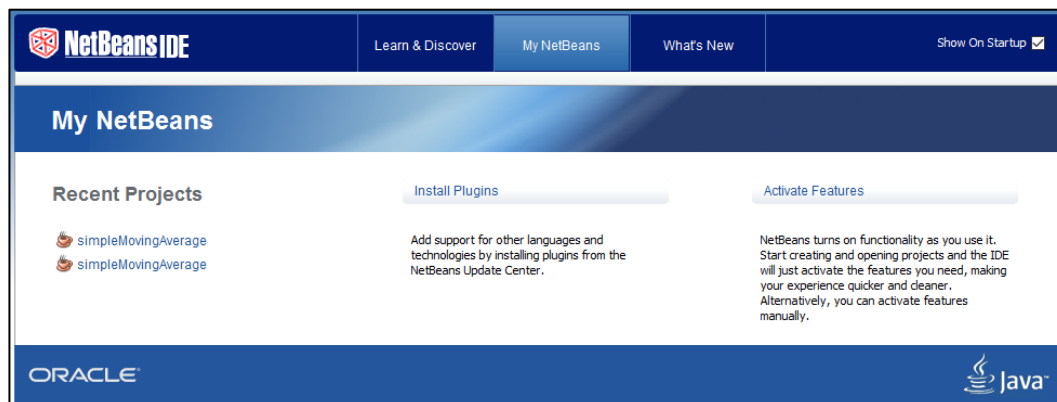 NetBeans IDE
Learn & Discover
My NetBeans
What's New
Show On Startup
My NetBeans
Recent Projects
simpleMovingAverage
simpleMovingAverage
Install Plugins
Add support for other languages and
technologies by installing plugins from the
NetBeans Update Center.
Activate Features
NetBeans turns on functionality as you use it.
Start creating and opening projects and the IDE
will just activate the features you need, making
your experience quicker and cleaner.
Alternatively, you can activate features
manually.
ORACLE
Java™